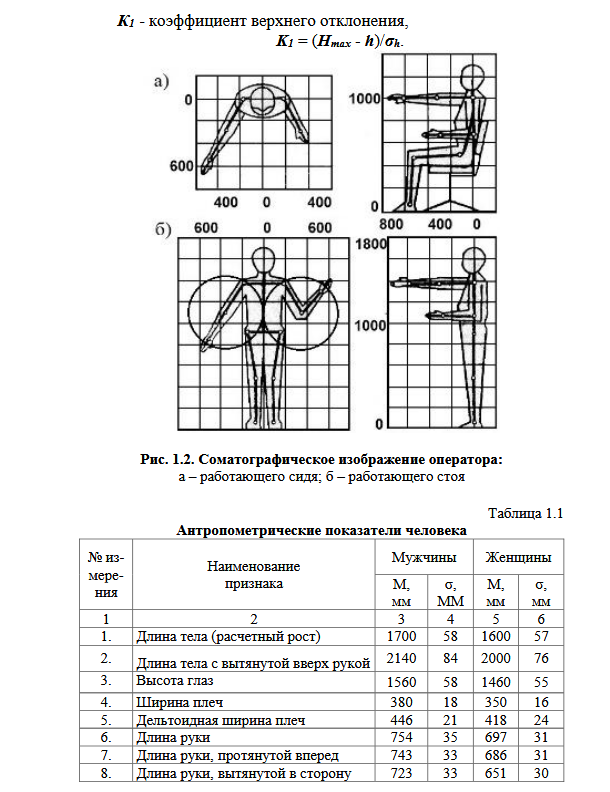 K1 - коэффициент верхнего отклонения,
K1 = (Hmax - h)/σh.
а)
0
600
400 0 400
1000
0
800 400 0
б)
600 0 600
1800
1000
0
Рис. 1.2. Соматографическое изображение оператора:
а – работающего сидя; б – работающего стоя
Таблица 1.1
Антропометрические показатели человека
№ из-мере-ния Наименование признака Мужчины Женщины
М, мм σ, ММ М, мм σ, мм
1 2 3 4 5 6
1. Длина тела (расчетный рост) 1700 58 1600 57
2. Длина тела с вытянутой вверх рукой 2140 84 2000 76
3. Высота глаз 1560 58 1460 55
4. Ширина плеч 380 18 350 16
5. Дельтоидная ширина плеч 446 21 418 24
6. Длина руки 754 35 697 31
7. Длина руки, протянутой вперед 743 33 686 31
8. Длина руки, вытянутой в сторону 723 33 651 30